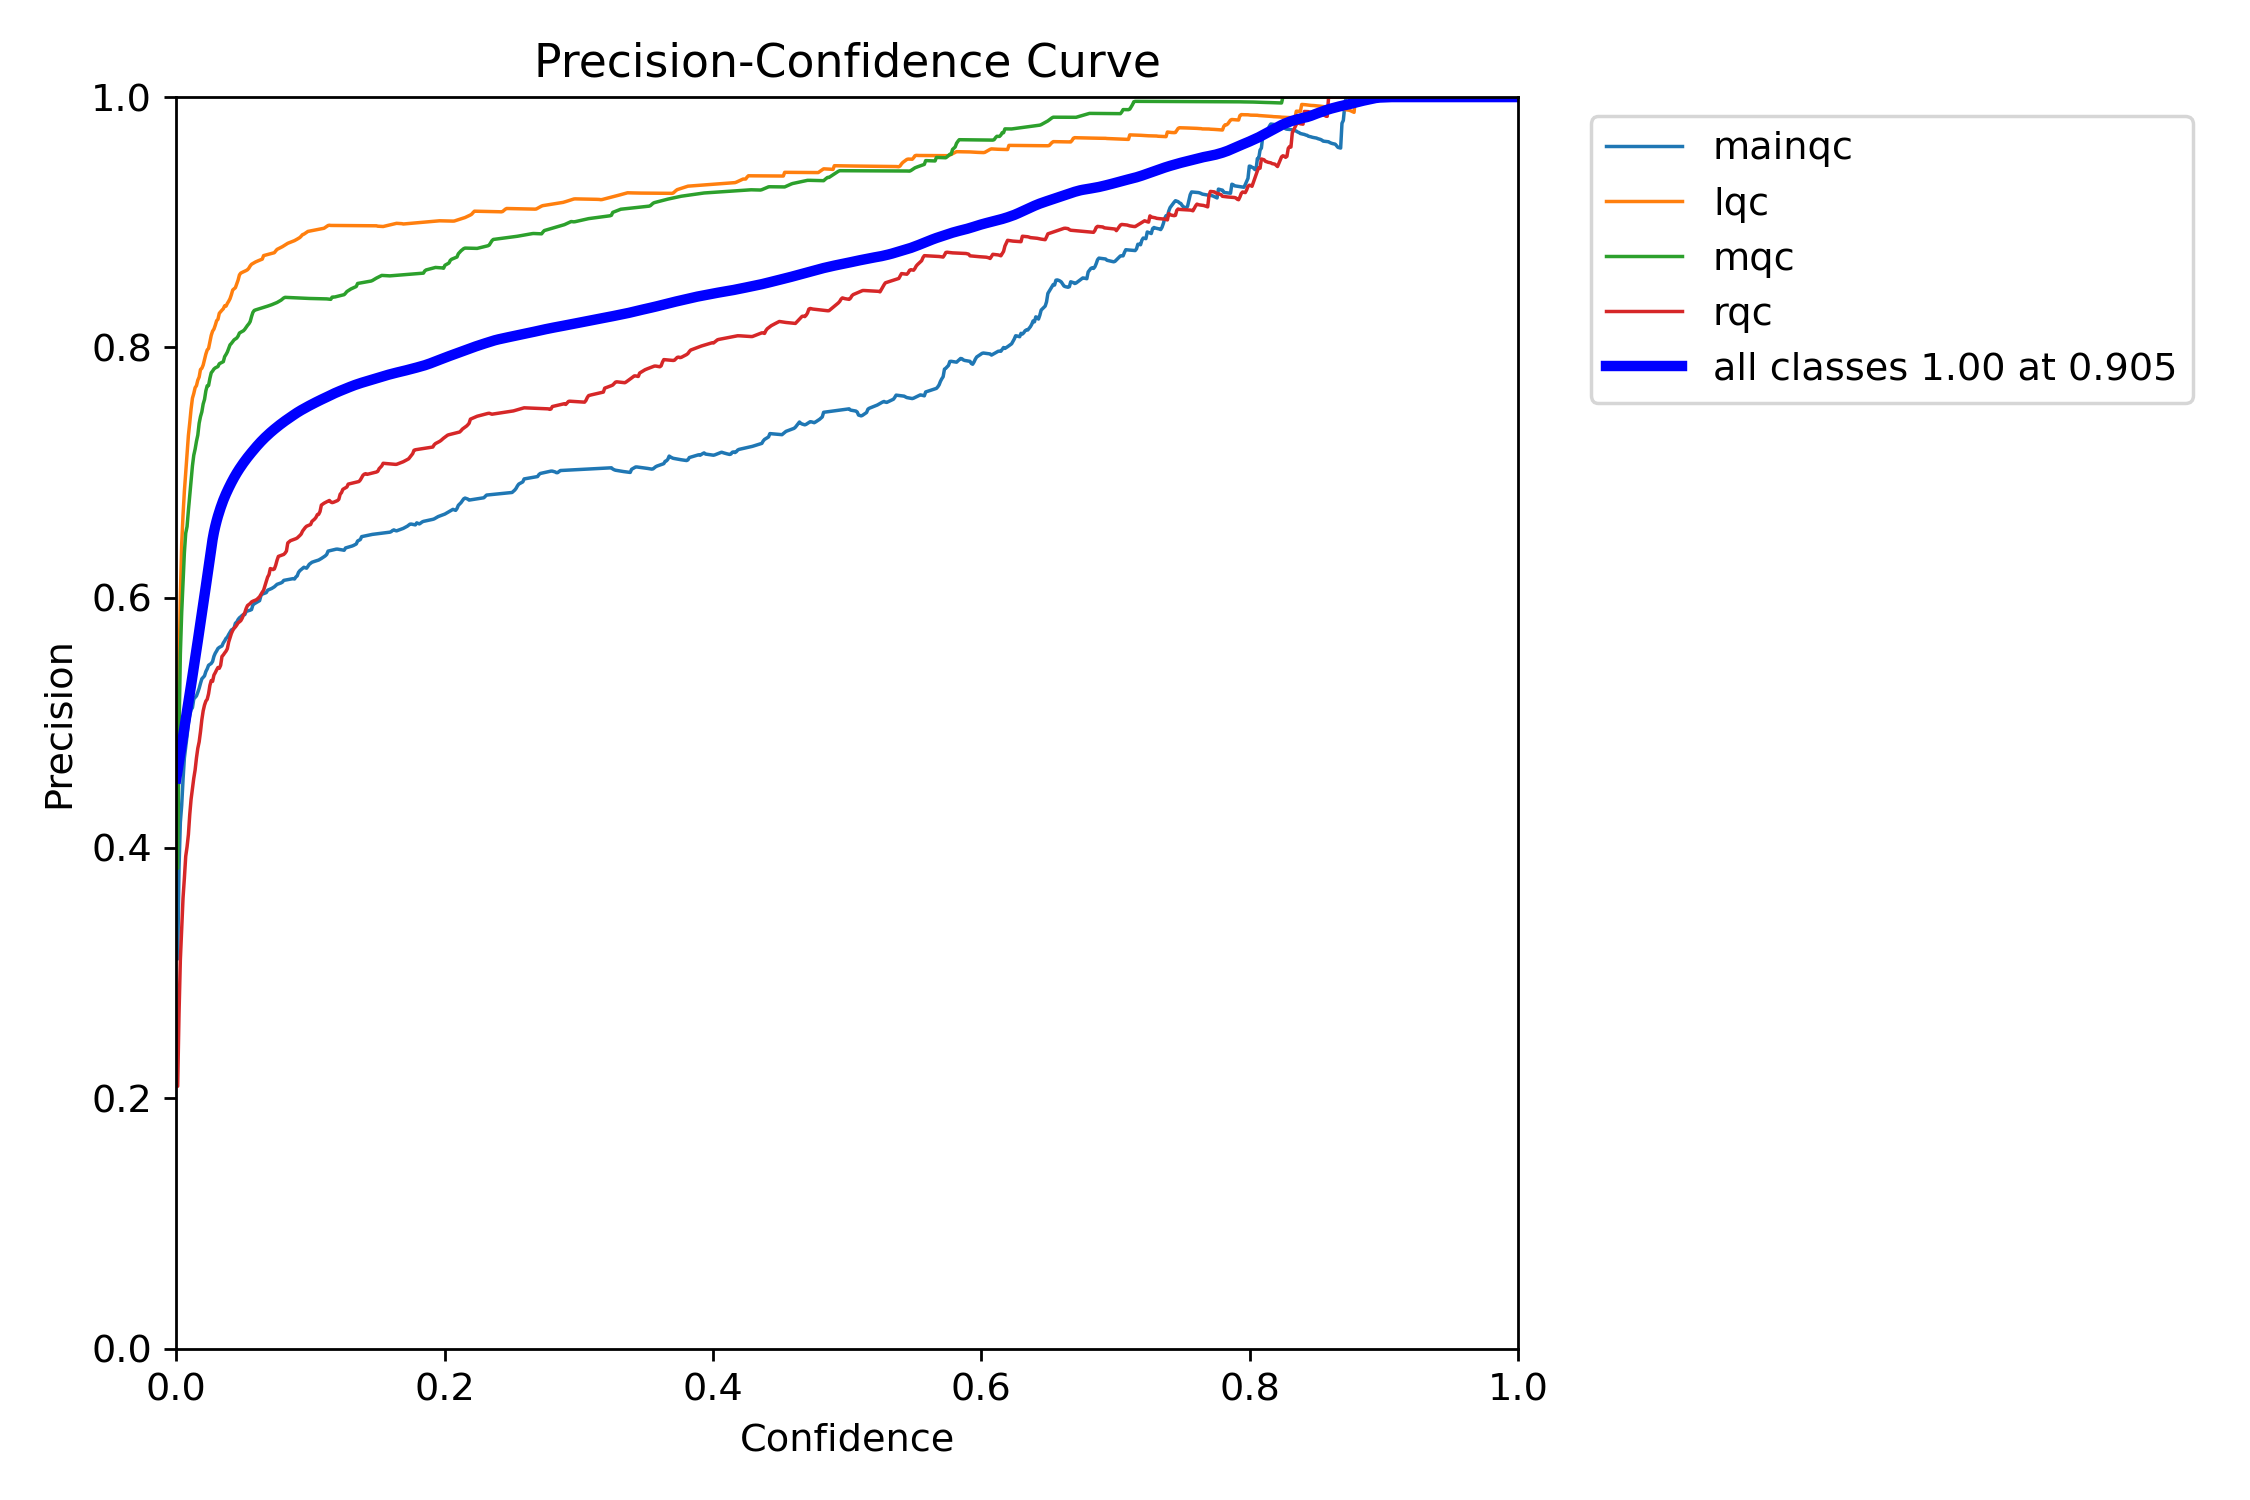 Precision-Confidence Curve
1.0
0.8
0.6
0.4
0.2
0.0
Precision
0.0 0.2 0.4 0.6 0.8 1.0
Confidence
mainqc
lqc
mqc
rqc
all classes 1.00 at 0.905